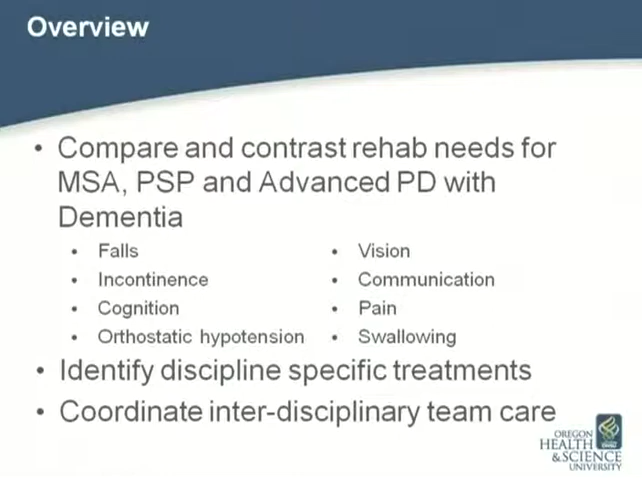 Overview
• Compare and contrast rehab needs for
MSA, PSP and Advanced PD with
Dementia
• Falls
• Incontinence
• Cognition
• Orthostatic hypotension
• Vision
• Communication
• Pain
• Swallowing
• Identify discipline specific treatments
• Coordinate inter-disciplinary team care
OREGON
HEALTH
&SCIENCE
UNIVERSITY